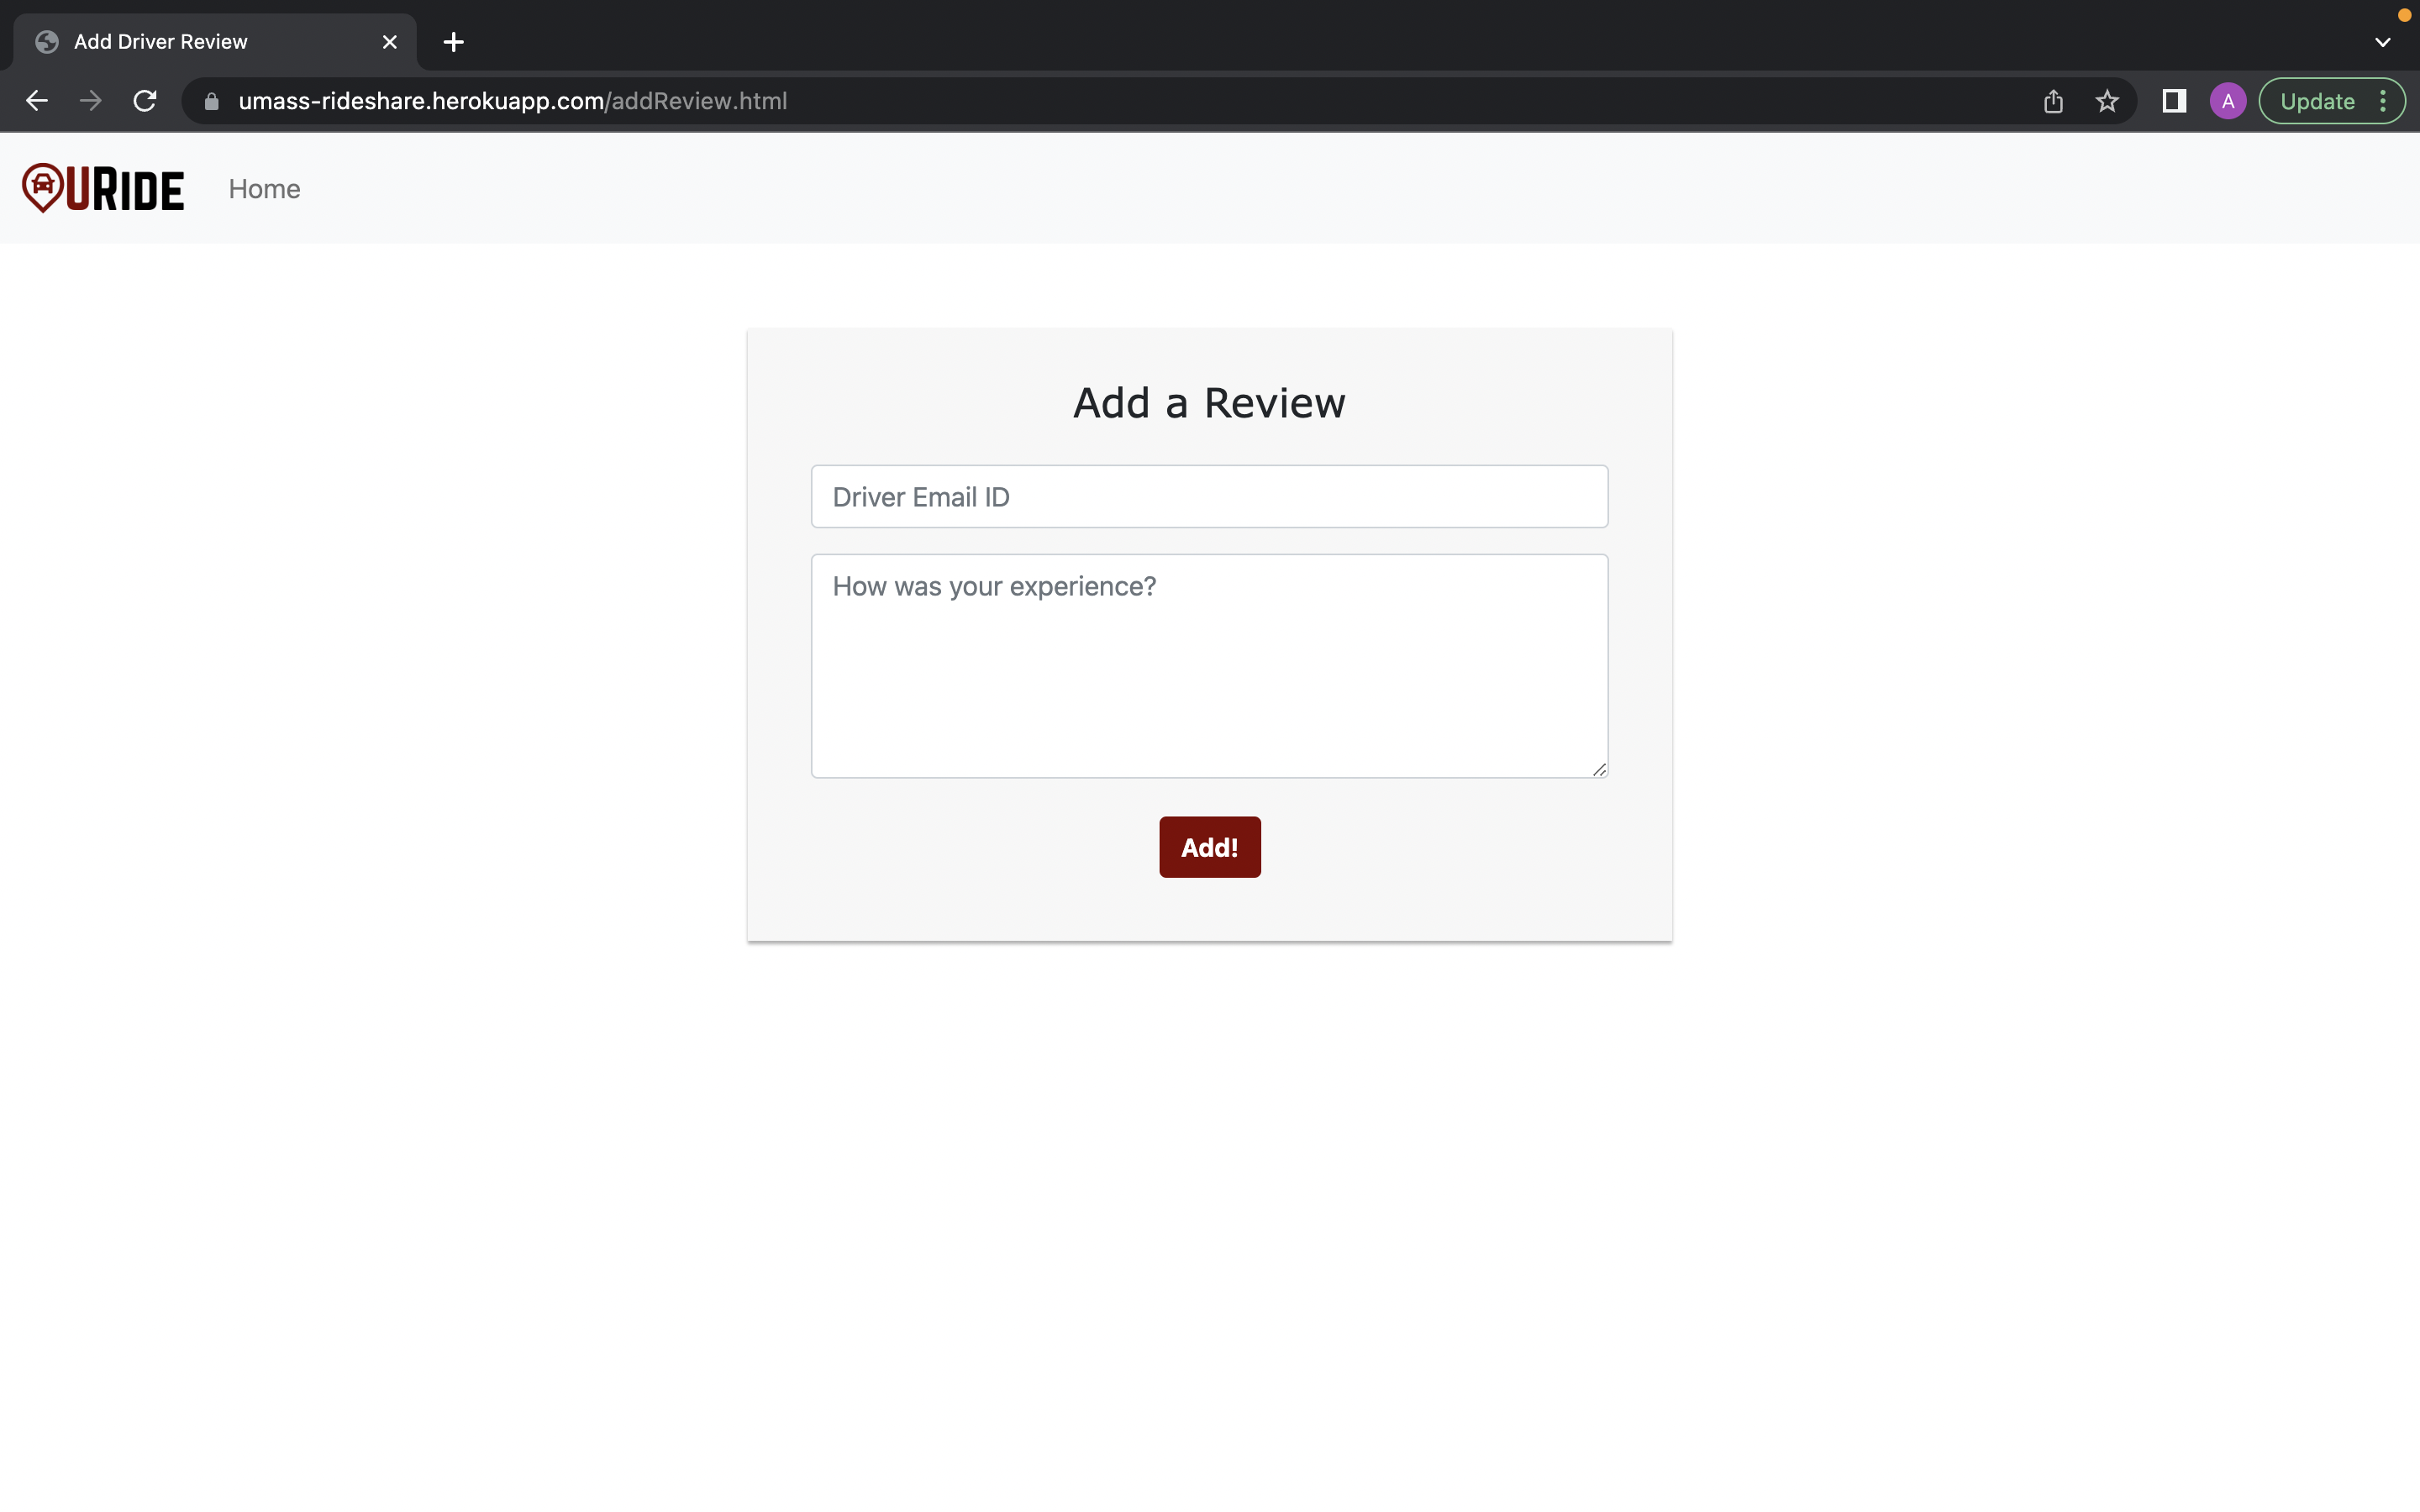 Add Driver Review
umass-rideshare.herokuapp.com/addReview.html
A
Update
URIDE
Home
Add a Review
Driver Email ID
How was your experience?
Add!